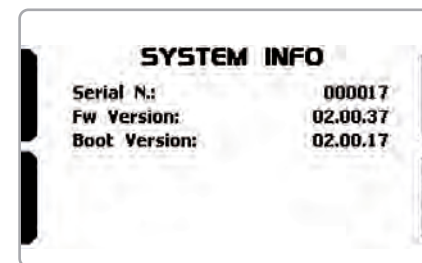 SYSTEM INFO
Serial N.: 000017
Fw Version: 02.00.37
Boot Version: 02.00.17